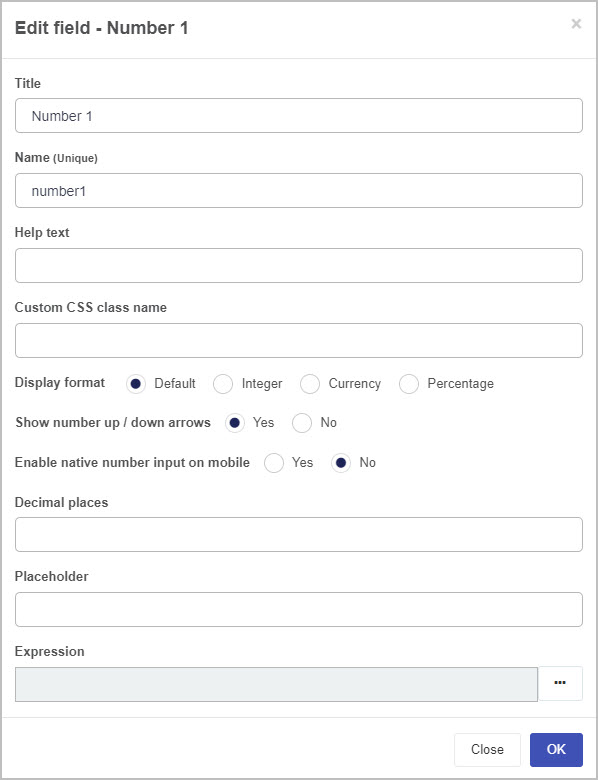 Edit field - Number 1 ×
Title
Number 1
Name (Unique)
number1
Help text
Custom CSS class name
Display format Default Integer Currency Percentage
Show number up / down arrows Yes No
Enable native number input on mobile Yes No
Decimal places
Placeholder
Expression
...
Close OK